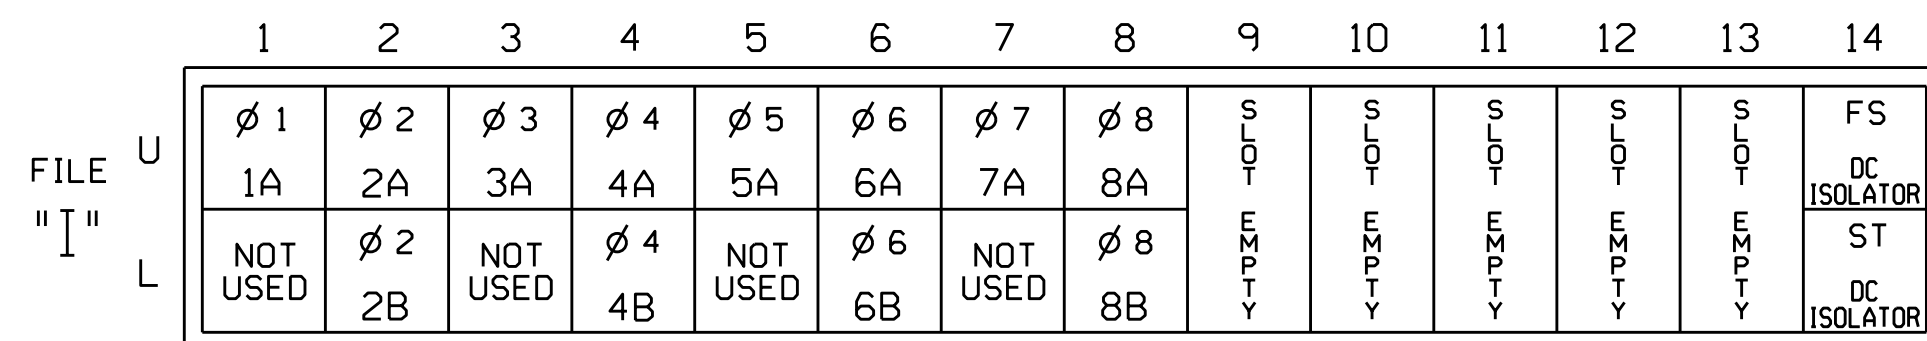 1 2 3 4 5 6 7 8 9 10 11 12 13 14
FILE "I"
U
Ø 1 Ø 2 Ø 3 Ø 4 Ø 5 Ø 6 Ø 7 Ø 8 FS
1A 2A 3A 4A 5A 6A 7A 8A DC ISOLATOR
SLOT EMPTY SLOT EMPTY SLOT EMPTY SLOT EMPTY SLOT EMPTY
L
NOT USED Ø 2 NOT USED Ø 4 NOT USED Ø 6 NOT USED Ø 8 ST
2B 4B 6B 8B DC ISOLATOR